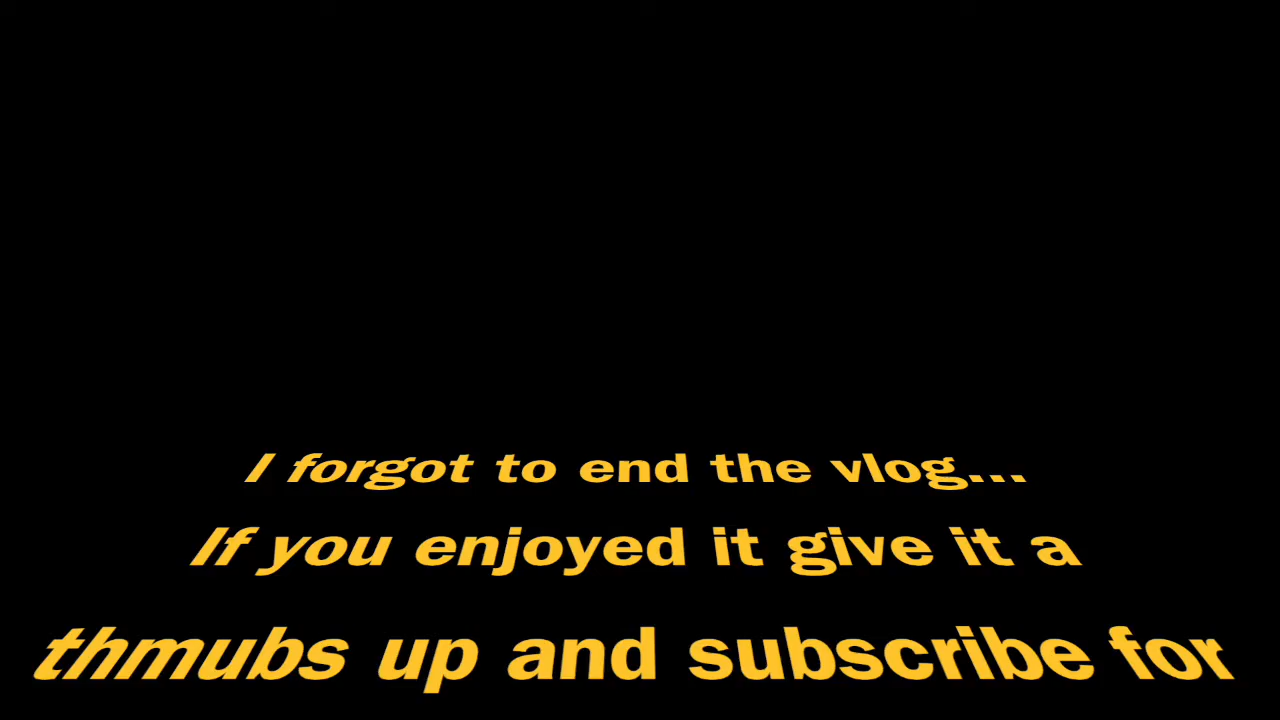 I forgot to end the vlog...
If you enjoyed it give it a
thmubs up and subscribe for